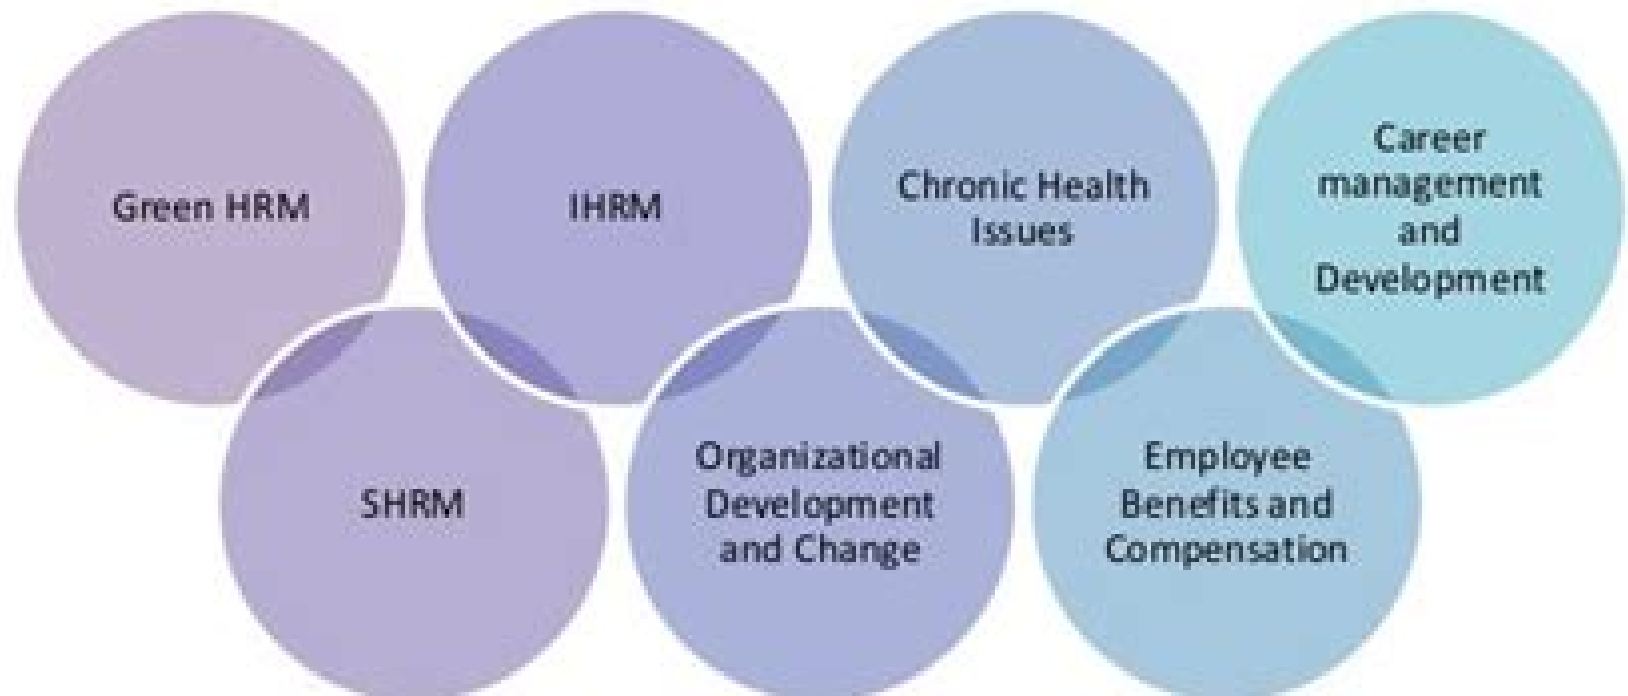 Green HRM
IHRM
Chronic Health
Issues
Career
management
and
Development
SHRM
Organizational
Development
and Change
Employee
Benefits and
Compensation